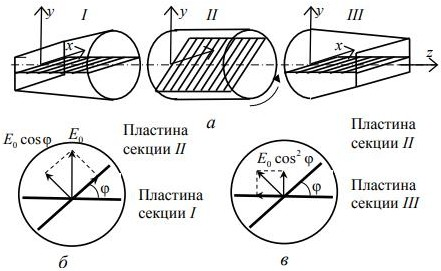 y I II y III y
x x z
а
E₀ cos φ E₀ Пластина секции II
φ
Пластина секции I
б
E₀ cos² φ
φ
Пластина секции II
Пластина секции III
в